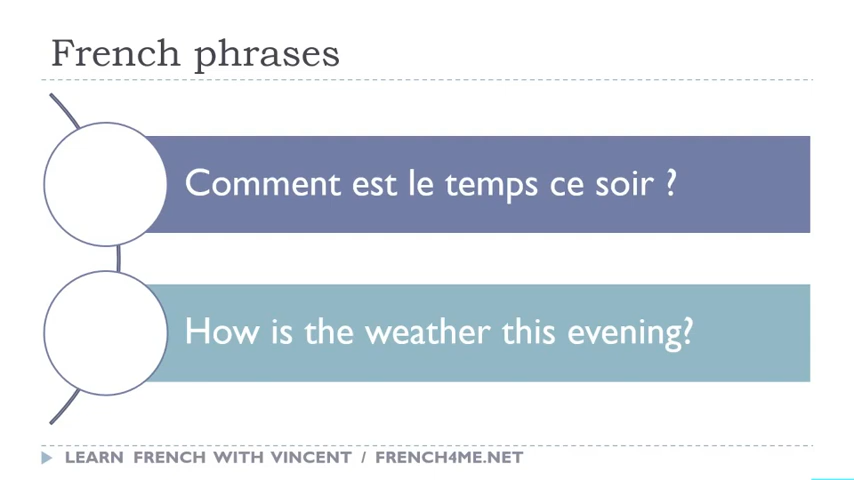 French phrases
Comment est le temps ce soir ?
How is the weather this evening?
LEARN FRENCH WITH VINCENT / FRENCH4ME.NET